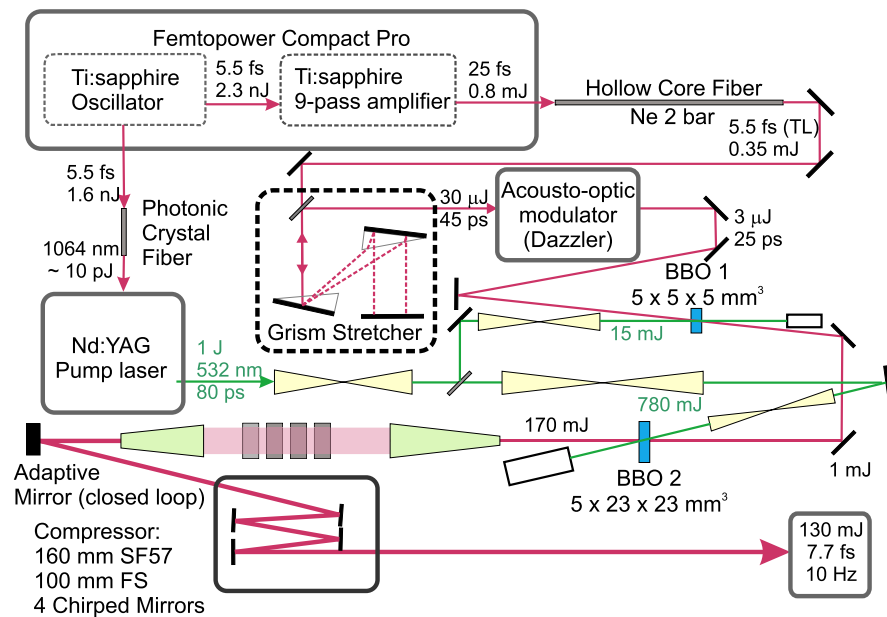 Femtopower Compact Pro
Ti:sapphire
Oscillator
5.5 fs
2.3 nJ
Ti:sapphire
9-pass amplifier
25 fs
0.8 mJ
Hollow Core Fiber
Ne 2 bar
5.5 fs (TL)
0.35 mJ
5.5 fs
1.6 nJ
Photonic
Crystal
Fiber
1064 nm
~ 10 pJ
30 µJ
45 ps
Acousto-optic
modulator
(Dazzler)
3 µJ
25 ps
Grism Stretcher
BBO 1
5 x 5 x 5 mm³
15 mJ
Nd:YAG
Pump laser
1 J
532 nm
80 ps
780 mJ
170 mJ
BBO 2
5 x 23 x 23 mm³
1 mJ
Adaptive
Mirror (closed loop)
Compressor:
160 mm SF57
100 mm FS
4 Chirped Mirrors
130 mJ
7.7 fs
10 Hz